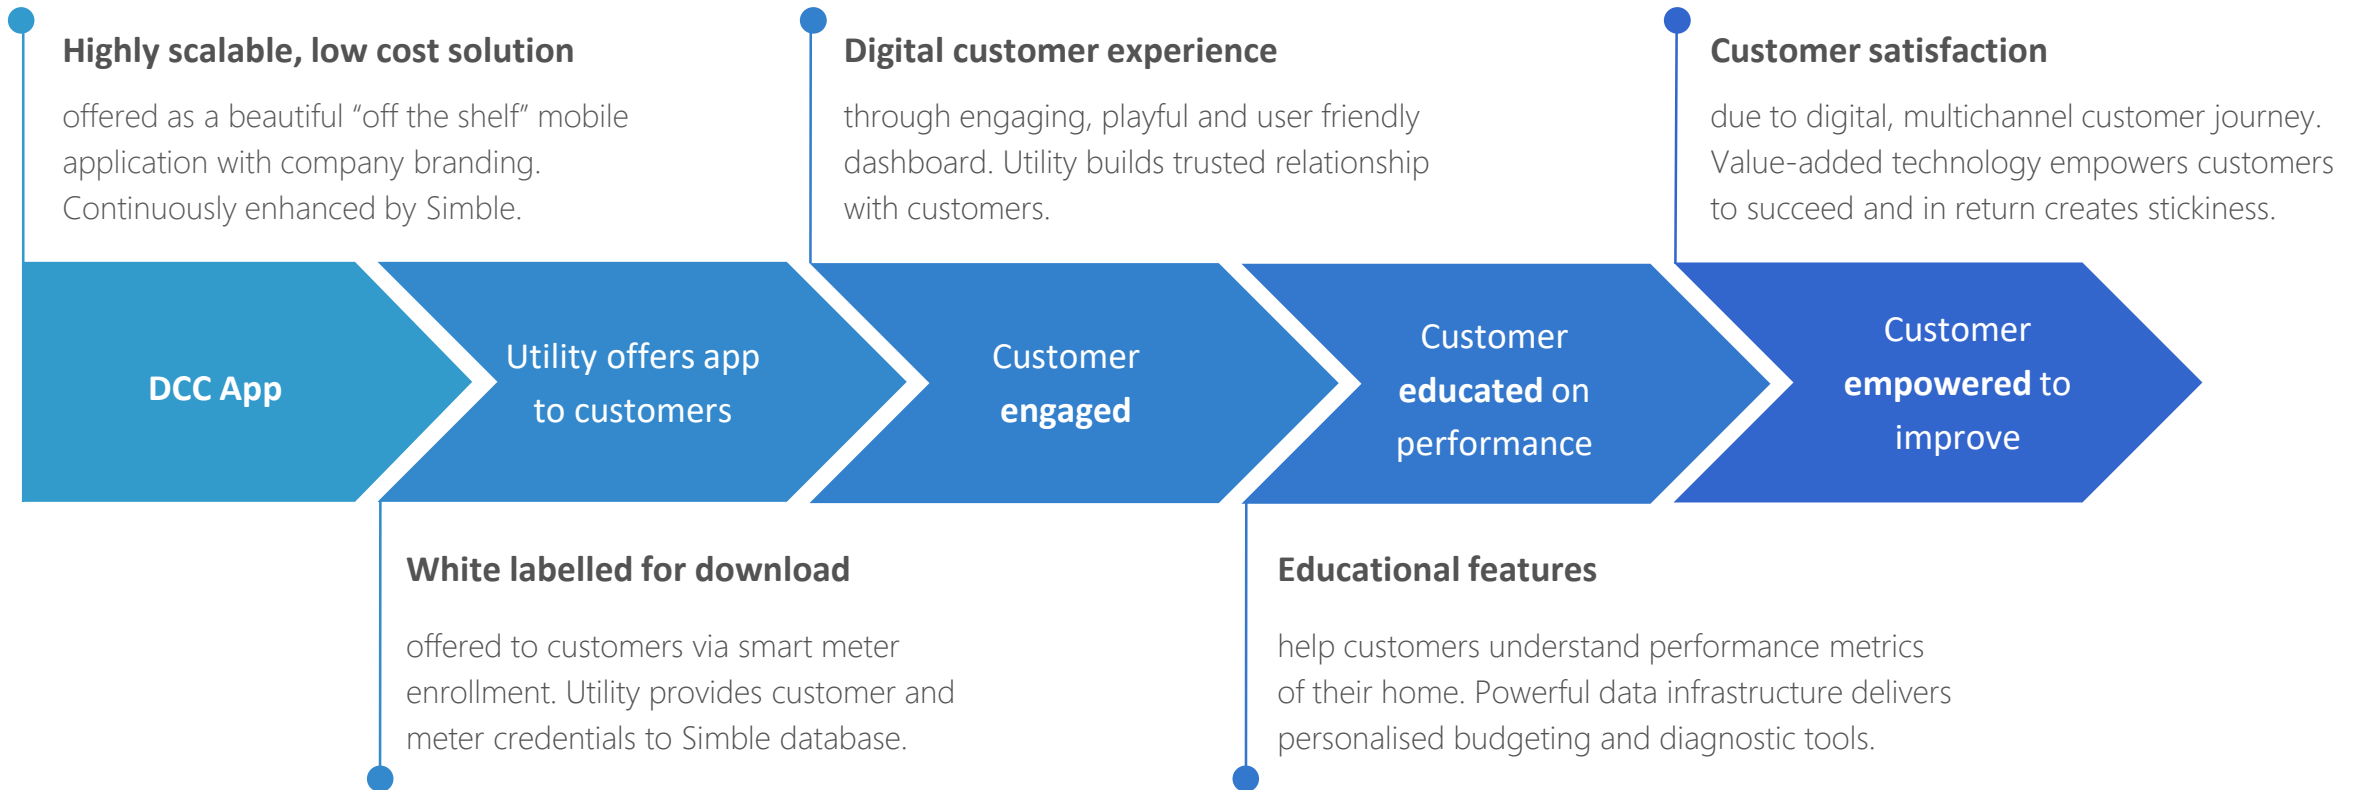 Highly scalable, low cost solution
offered as a beautiful “off the shelf” mobile
application with company branding.
Continuously enhanced by Simble.
Digital customer experience
through engaging, playful and user friendly
dashboard. Utility builds trusted relationship
with customers.
Customer satisfaction
due to digital, multichannel customer journey.
Value-added technology empowers customers
to succeed and in return creates stickiness.
DCC App
Utility offers app
to customers
Customer
engaged
Customer
educated on
performance
Customer
empowered to
improve
White labelled for download
offered to customers via smart meter
enrollment. Utility provides customer and
meter credentials to Simble database.
Educational features
help customers understand performance metrics
of their home. Powerful data infrastructure delivers
personalised budgeting and diagnostic tools.